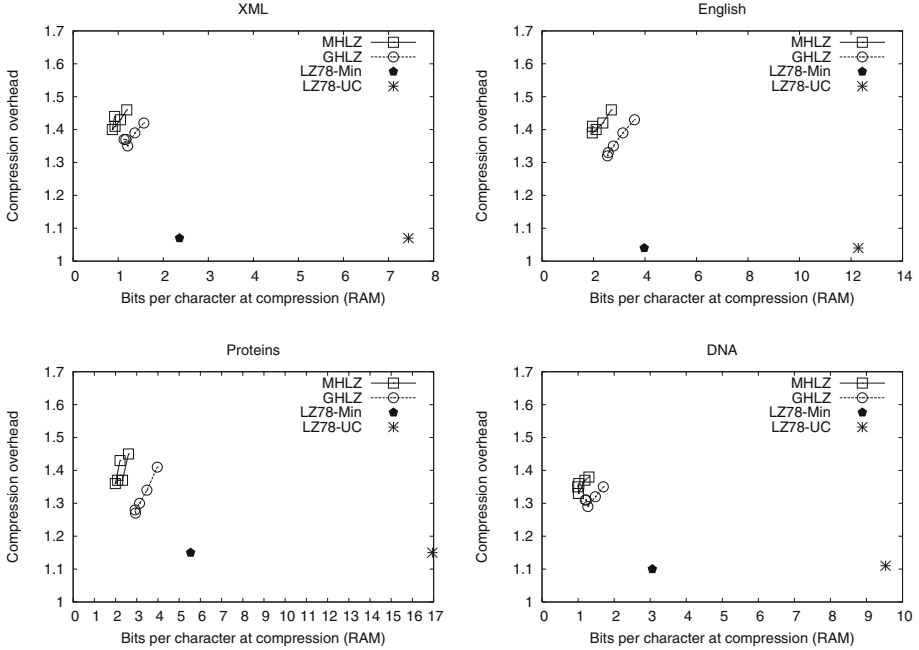 XML
1.7
1.6
1.5
1.4
1.3
1.2
1.1
1
0 1 2 3 4 5 6 7 8
Compression overhead
Bits per character at compression (RAM)
MHLZ
GHLZ
LZ78-Min
LZ78-UC
English
1.7
1.6
1.5
1.4
1.3
1.2
1.1
1
0 2 4 6 8 10 12 14
Compression overhead
Bits per character at compression (RAM)
MHLZ
GHLZ
LZ78-Min
LZ78-UC
Proteins
1.7
1.6
1.5
1.4
1.3
1.2
1.1
1
0 1 2 3 4 5 6 7 8 9 10 11 12 13 14 15 16 17
Compression overhead
Bits per character at compression (RAM)
MHLZ
GHLZ
LZ78-Min
LZ78-UC
DNA
1.7
1.6
1.5
1.4
1.3
1.2
1.1
1
0 1 2 3 4 5 6 7 8 9 10
Compression overhead
Bits per character at compression (RAM)
MHLZ
GHLZ
LZ78-Min
LZ78-UC